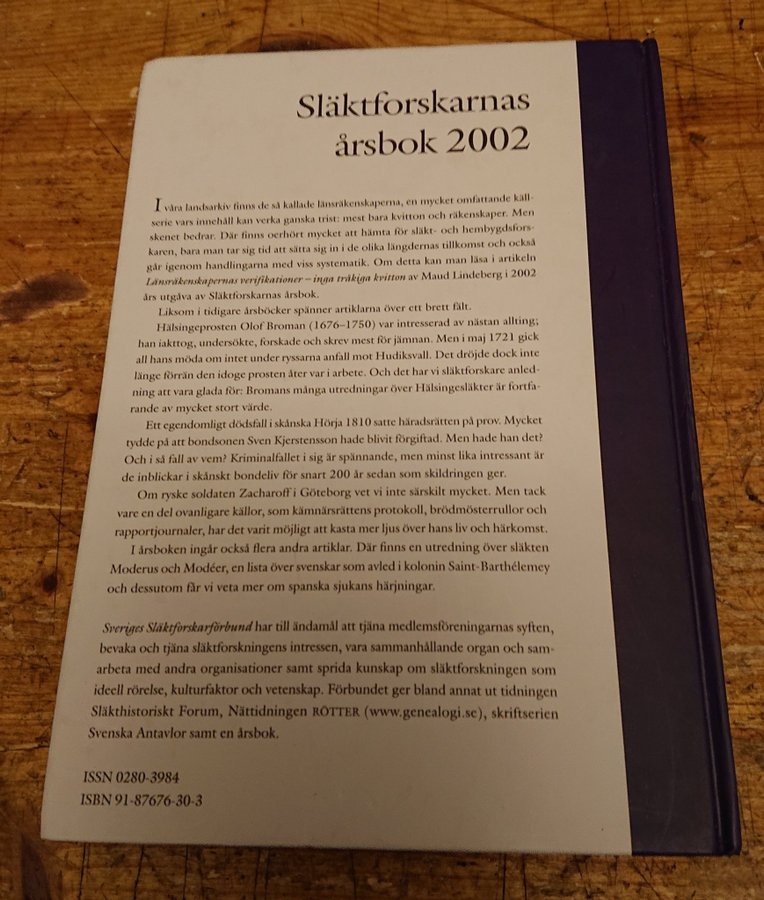 Släktforskarnas
årsbok 2002
I våra landsarkiv finns de så kallade länsräkenskaperna, en mycket omfattande käll-
serie vars innehåll kan verka ganska trist: mest bara kvitton och räkenskaper. Men
skenet bedrar. Där finns oerhört mycket att hämta för släkt- och hembygdsfors-
karen, bara man tar sig tid att sätta sig in i de olika längdernas tillkomst och också
går igenom handlingarna med viss systematik. Om detta kan man läsa i artikeln
Länsräkenskapernas verifikationer – inga tråkiga kvitton av Maud Lindeberg i 2002
års utgåva av Släktforskarnas årsbok.
Liksom i tidigare årsböcker spänner artiklarna över ett brett fält.
Hälsingeprosten Olof Broman (1676–1750) var intresserad av nästan allting;
han iakttog, undersökte, forskade och skrev mest för jämnan. Men i maj 1721 gick
all hans möda om intet under ryssarna anfall mot Hudiksvall. Det dröjde dock inte
länge förrän den idoge prosten åter var i arbete. Och det har vi släktforskare anled-
ning att vara glada för: Bromans många utredningar över Hälsingesläkter är fortfa-
rande av mycket stort värde.
Ett egendomligt dödsfall i skånska Hörja 1810 satte häradsrätten på prov. Mycket
tydde på att bondsonen Sven Kjerstensson hade blivit förgiftad. Men hade han det?
Och i så fall av vem? Kriminalfallet i sig är spännande, men minst lika intressant är
de inblickar i skånskt bondeliv för snart 200 år sedan som skildringen ger.
Om ryske soldaten Zacharoff i Göteborg vet vi inte särskilt mycket. Men tack
vare en del ovanligare källor, som kämnärsrättens protokoll, brödmösterrullor och
rapportjournaler, har det varit möjligt att kasta mer ljus över hans liv och härkomst.
I årsboken ingår också flera andra artiklar. Där finns en utredning över släkten
Moderus och Modéer, en lista över svenskar som avled i kolonin Saint-Barthélemey
och dessutom får vi veta mer om spanska sjukans härjningar.
Sveriges Släktforskarförbund har till ändamål att tjäna medlemsföreningarnas syften,
bevaka och tjäna släktforskningens intressen, vara sammanhållande organ och sam-
arbeta med andra organisationer samt sprida kunskap om släktforskningen som
ideell rörelse, kulturfaktor och vetenskap. Förbundet ger bland annat ut tidningen
Släkthistoriskt Forum, Nättidningen RÖTTER (www.genealogi.se), skriftserien
Svenska Antavlor samt en årsbok.
ISSN 0280-3984
ISBN 91-87676-30-3